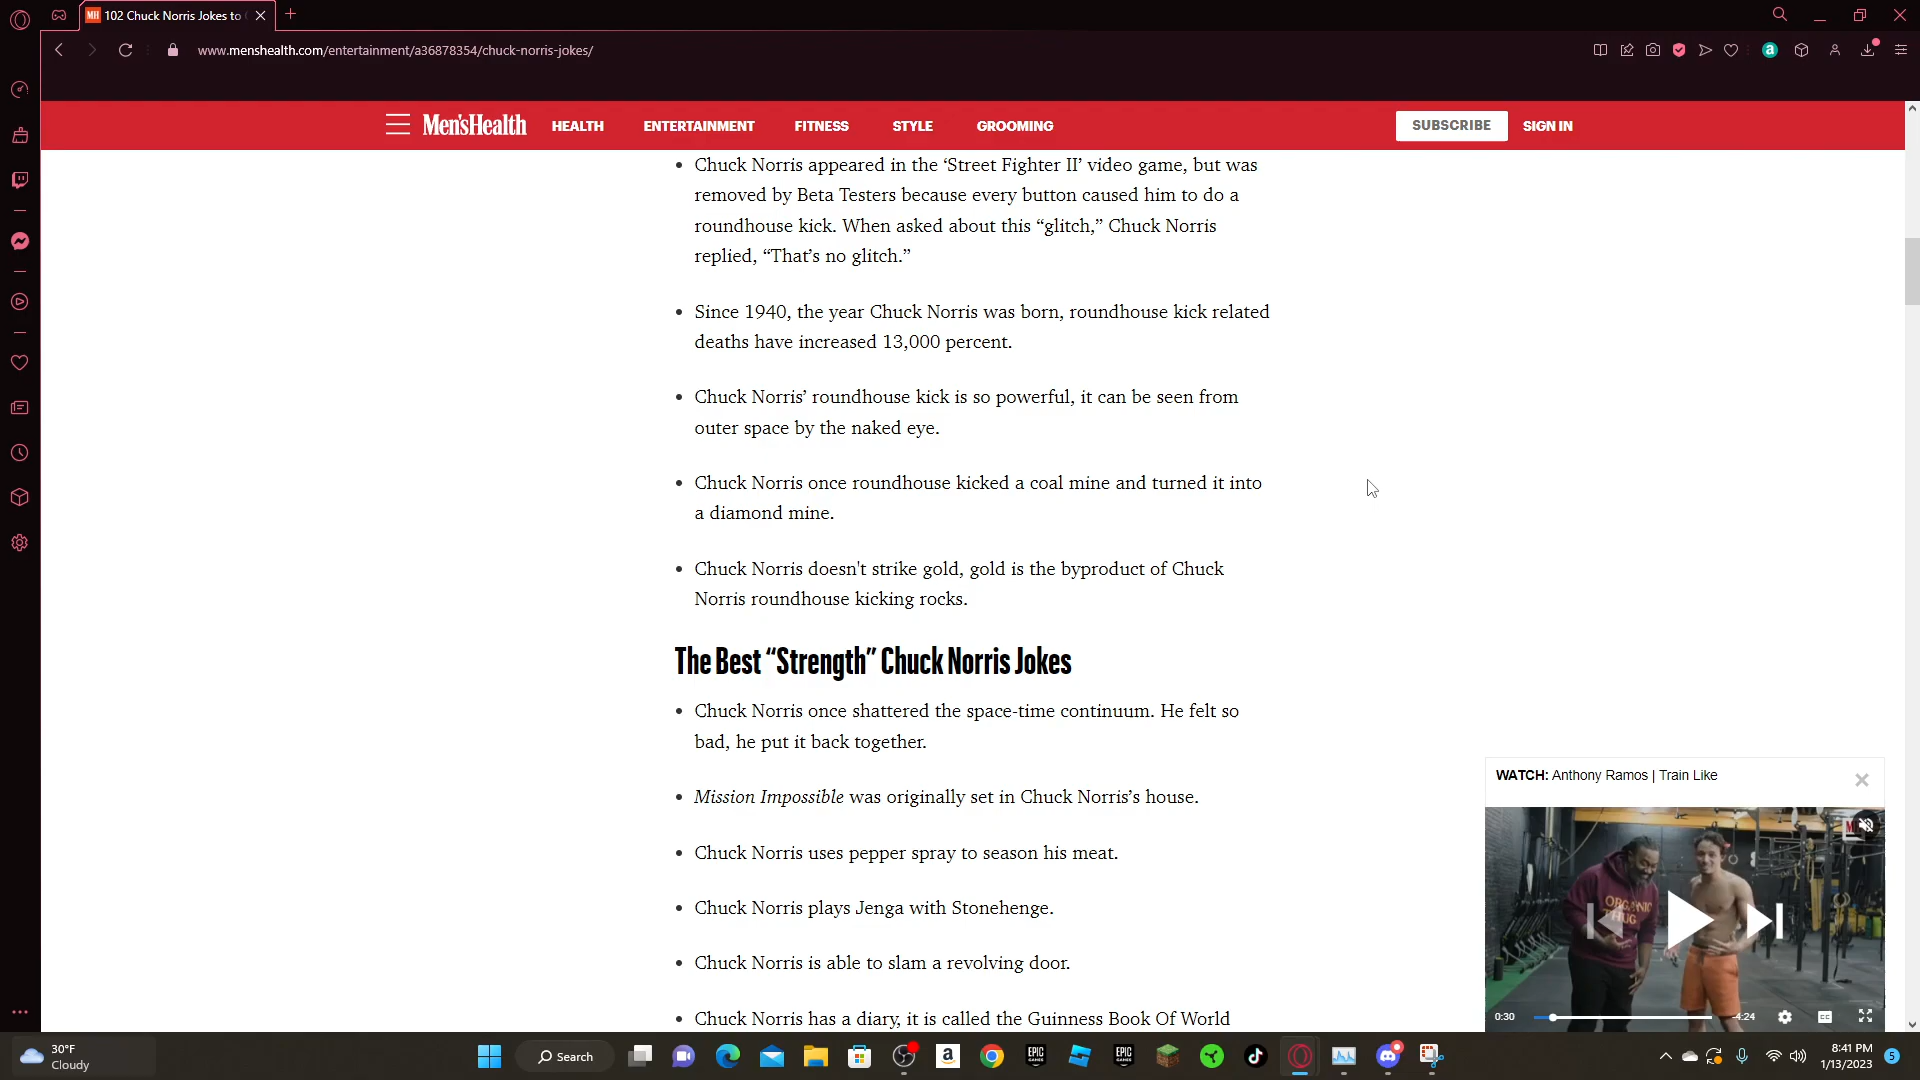 102 Chuck Norris Jokes to
www.menshealth.com/entertainment/a36878354/chuck-norris-jokes/
Men'sHealth
HEALTH
ENTERTAINMENT
FITNESS
STYLE
GROOMING
SUBSCRIBE
SIGN IN
• Chuck Norris appeared in the ‘Street Fighter II’ video game, but was
removed by Beta Testers because every button caused him to do a
roundhouse kick. When asked about this “glitch,” Chuck Norris
replied, “That’s no glitch.”
• Since 1940, the year Chuck Norris was born, roundhouse kick related
deaths have increased 13,000 percent.
• Chuck Norris’ roundhouse kick is so powerful, it can be seen from
outer space by the naked eye.
• Chuck Norris once roundhouse kicked a coal mine and turned it into
a diamond mine.
• Chuck Norris doesn't strike gold, gold is the byproduct of Chuck
Norris roundhouse kicking rocks.
The Best “Strength” Chuck Norris Jokes
• Chuck Norris once shattered the space-time continuum. He felt so
bad, he put it back together.
• Mission Impossible was originally set in Chuck Norris’s house.
• Chuck Norris uses pepper spray to season his meat.
• Chuck Norris plays Jenga with Stonehenge.
• Chuck Norris is able to slam a revolving door.
• Chuck Norris has a diary, it is called the Guinness Book Of World
WATCH: Anthony Ramos | Train Like
ORGANIC
THUG
0:30
-4:24
CC
30°F
Cloudy
Search
EPIC
GAMES
EPIC
GAMES
8:41 PM
1/13/2023
5